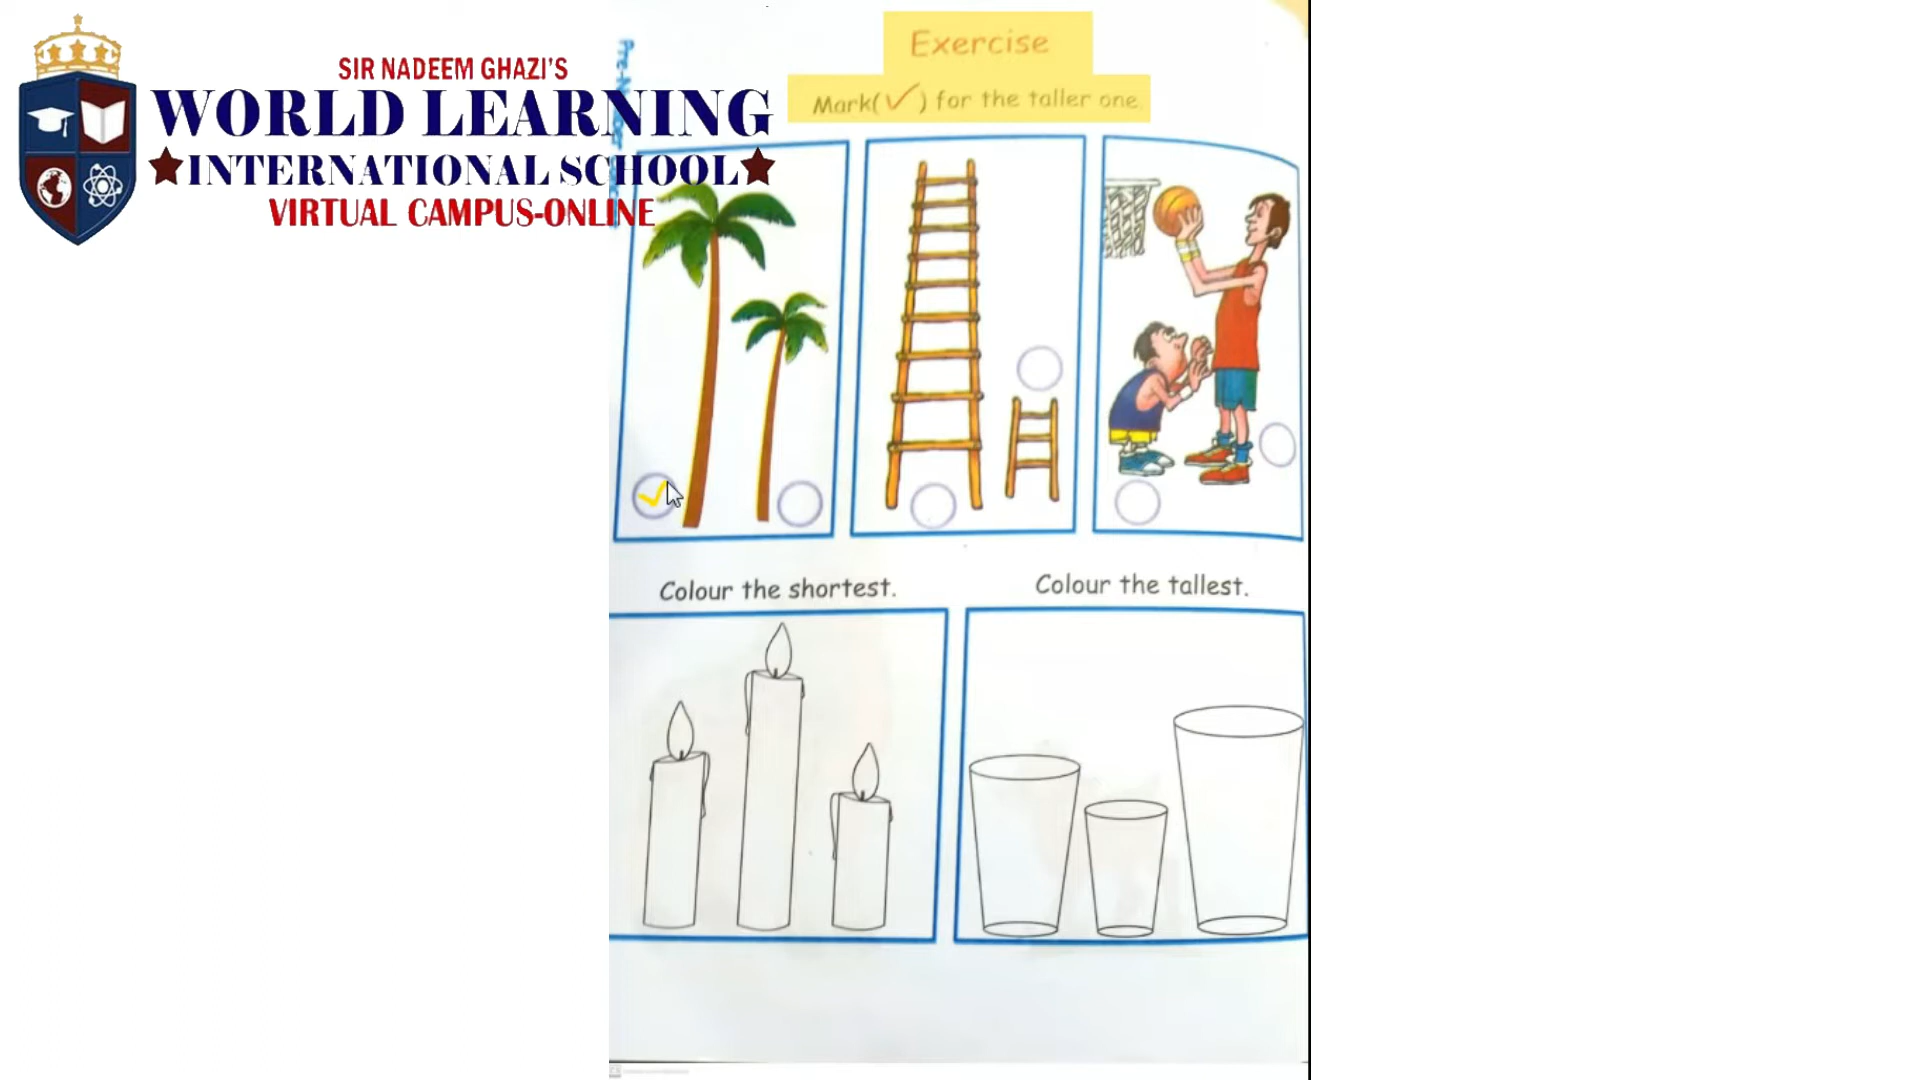 SIR NADEEM GHAZI'S
WORLD LEARNING
INTERNATIONAL SCHOOL
VIRTUAL CAMPUS-ONLINE
Exercise
Mark(✓) for the taller one
Colour the shortest.
Colour the tallest.